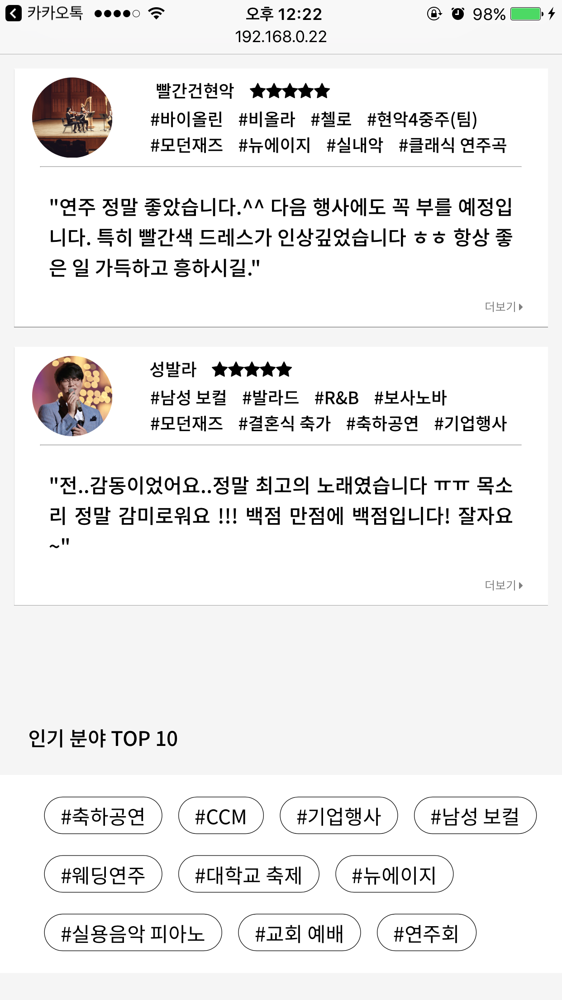 카카오톡 오후 12:22 98%
192.168.0.22
빨간건현악 ★★★★★
#바이올린 #비올라 #첼로 #현악4중주(팀)
#모던재즈 #뉴에이지 #실내악 #클래식 연주곡
"연주 정말 좋았습니다.^^ 다음 행사에도 꼭 부를 예정입
니다. 특히 빨간색 드레스가 인상깊었습니다 ㅎㅎ 항상 좋
은 일 가득하고 흥하시길."
더보기
성발라 ★★★★★
#남성 보컬 #발라드 #R&B #보사노바
#모던재즈 #결혼식 축가 #축하공연 #기업행사
"전..감동이었어요..정말 최고의 노래였습니다 ㅠㅠ 목소
리 정말 감미로워요 !!! 백점 만점에 백점입니다! 잘자요
~"
더보기
인기 분야 TOP 10
#축하공연 #CCM #기업행사 #남성 보컬
#웨딩연주 #대학교 축제 #뉴에이지
#실용음악 피아노 #교회 예배 #연주회